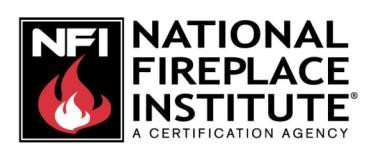 NFI
NATIONAL
FIREPLACE
INSTITUTE®
A CERTIFICATION AGENCY